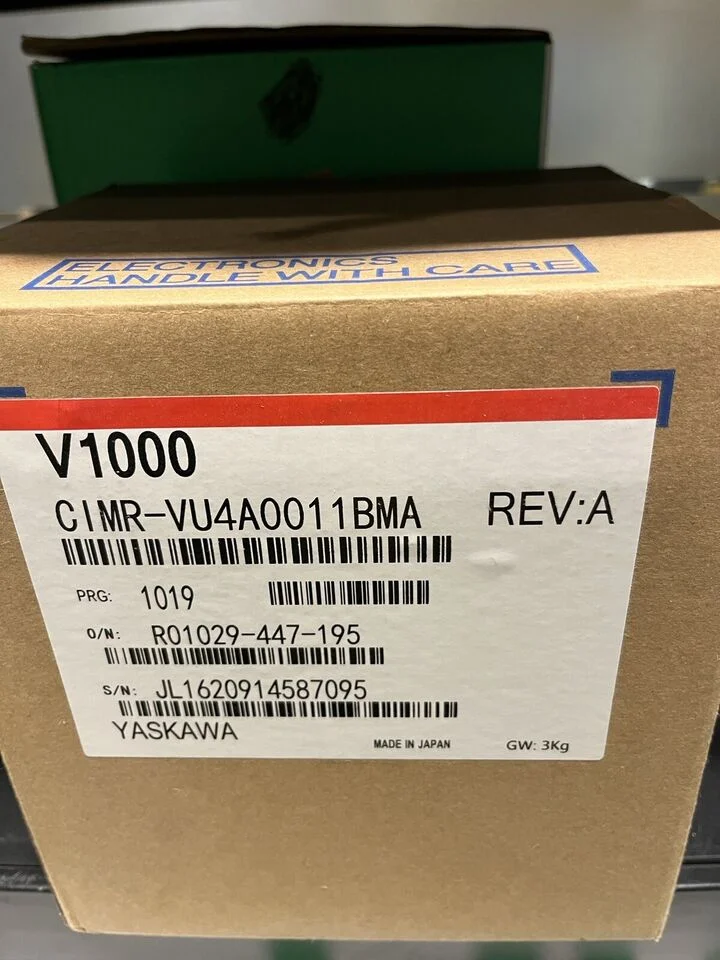 ELECTRONICS
HANDLE WITH CARE
V1000
CIMR-VU4A0011BMA REV:A
PRG: 1019
O/N: R01029-447-195
S/N: JL1620914587095
YASKAWA MADE IN JAPAN GW: 3Kg